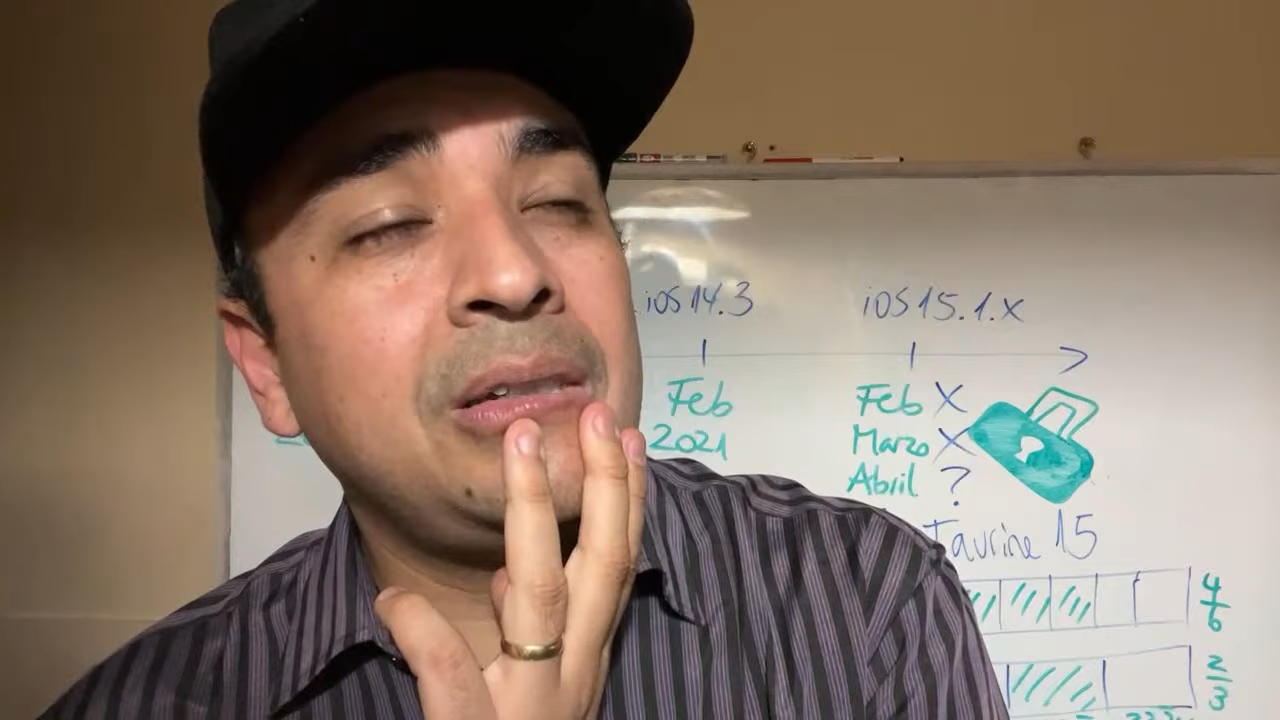 iOS 14.3
iOS 15.1.x
Feb
2021
Feb X
Marzo X
Abril ?
Taurine 15
4/6
2/3